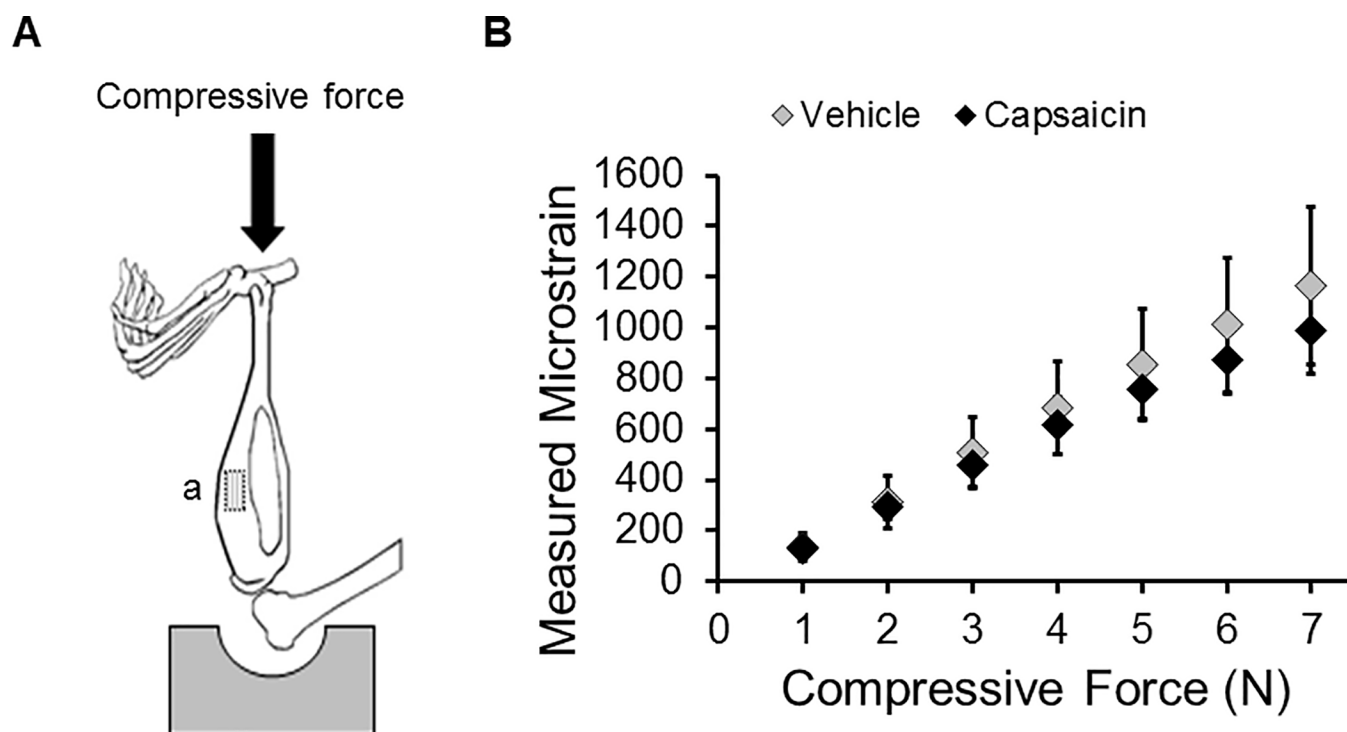 A
Compressive force
a
B
Vehicle Capsaicin
Measured Microstrain
1600
1400
1200
1000
800
600
400
200
0
0 1 2 3 4 5 6 7
Compressive Force (N)